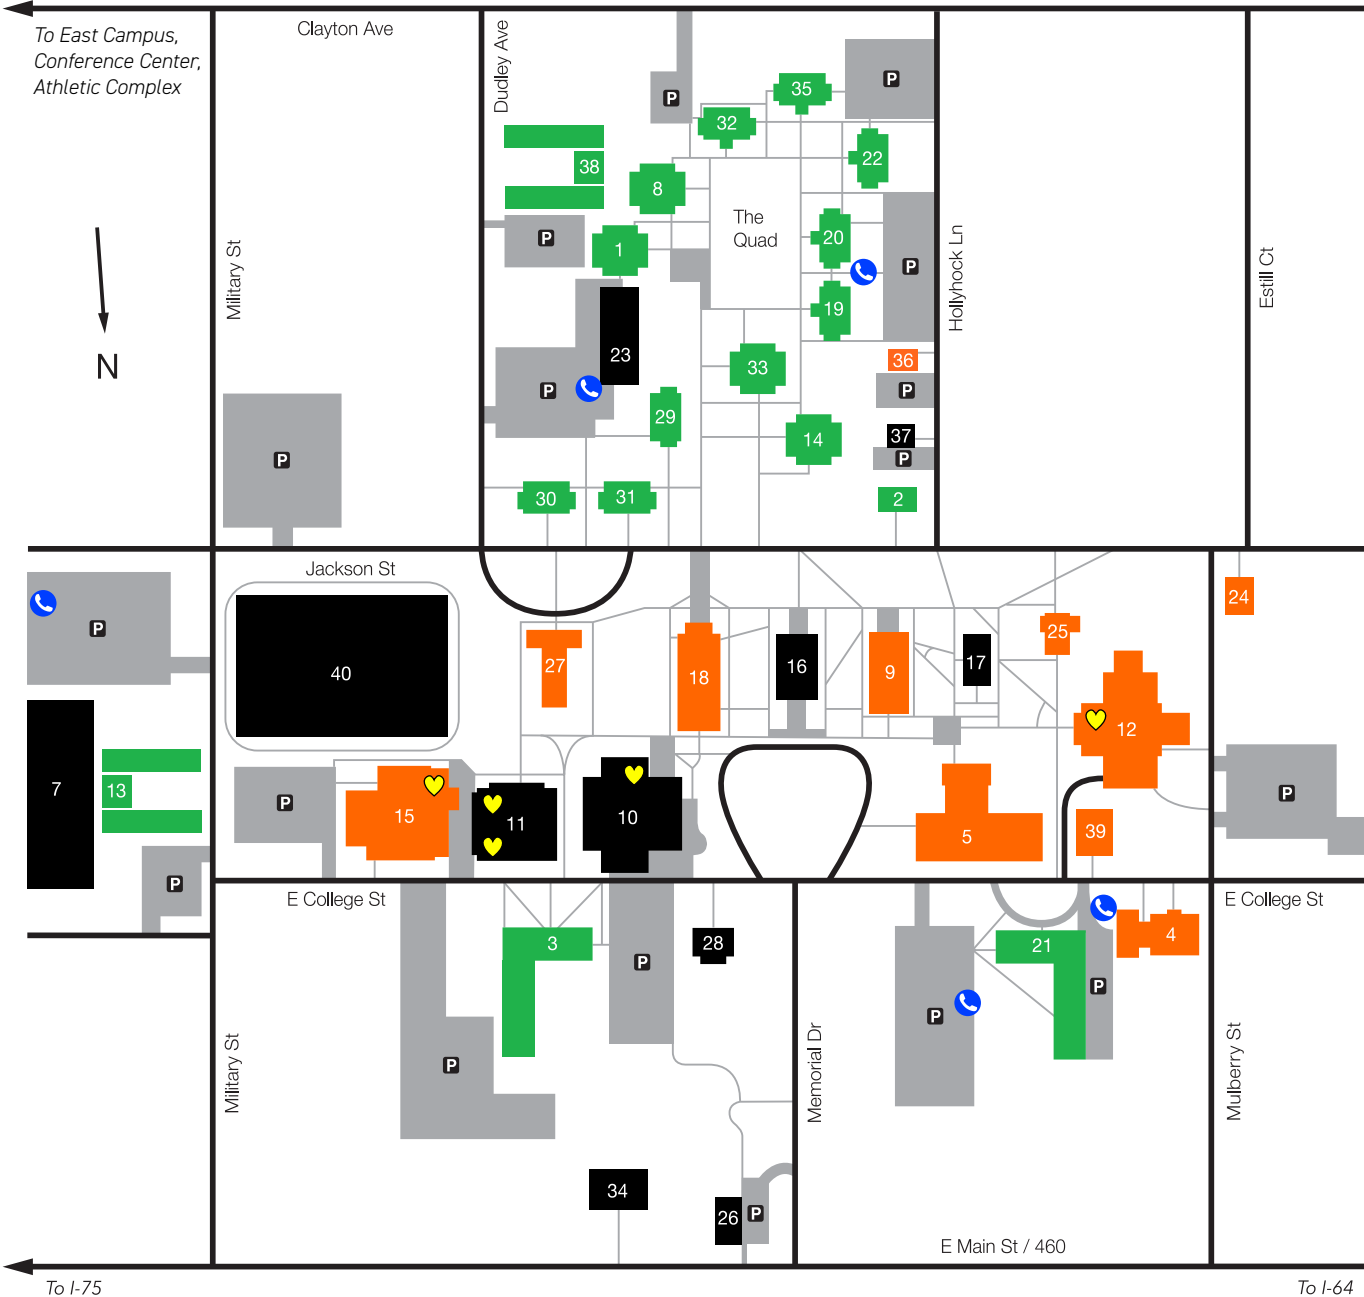 To East Campus,
Conference Center,
Athletic Complex
Clayton Ave
Dudley Ave
P
P
35
32
22
38
8
The
Quad
20
P
1
P
19
Military St
Hollyhock Ln
Estill Ct
N
23
33
36
P
P
29
14
37
P
P
30
31
2
Jackson St
P
40
27
18
16
9
17
25
24
12
7
13
P
15
11
10
5
39
P
P
E College St
E College St
3
P
28
21
4
P
P
P
Military St
Memorial Dr
Mulberry St
34
26
P
E Main St / 460
To I-75
To I-64